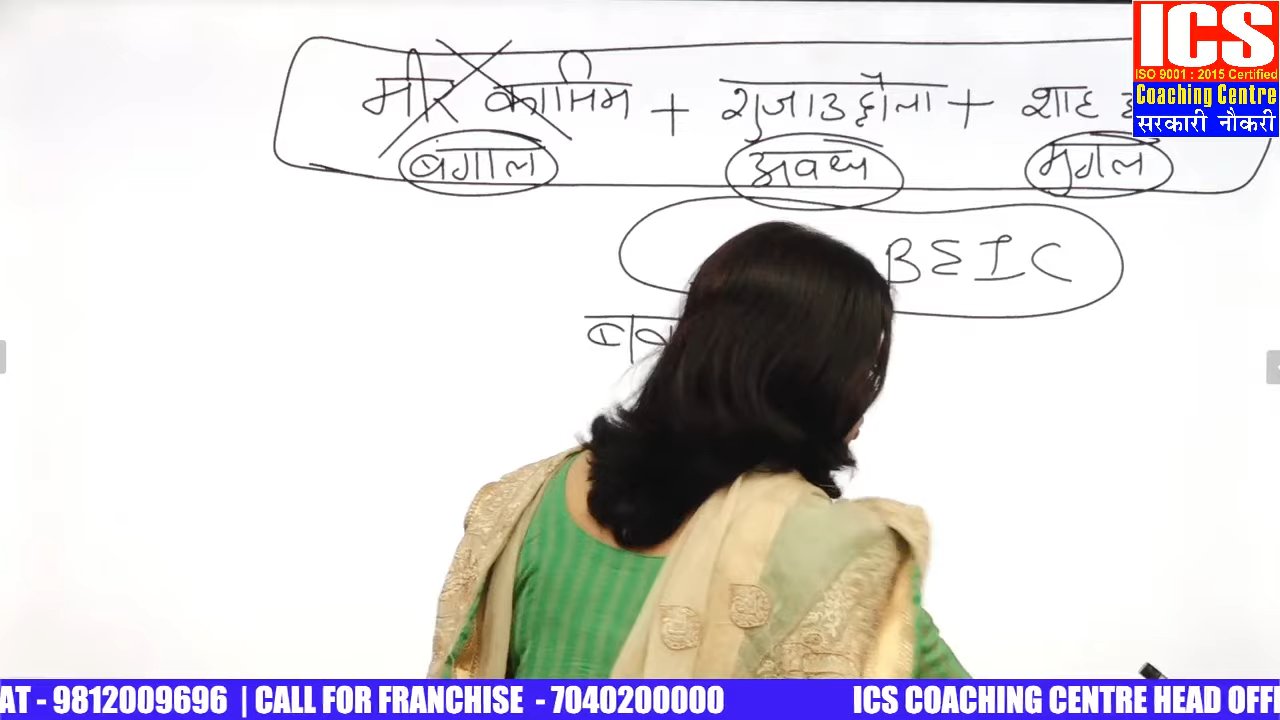 मीर कासिम + शुजाउद्दौला + शाह
बंगाल अवध मुगल
BEIC
ICS
ISO 9001 : 2015 Certified
Coaching Centre
सरकारी नौकरी
AT - 9812009696 | CALL FOR FRANCHISE - 7040200000 ICS COACHING CENTRE HEAD OFFI